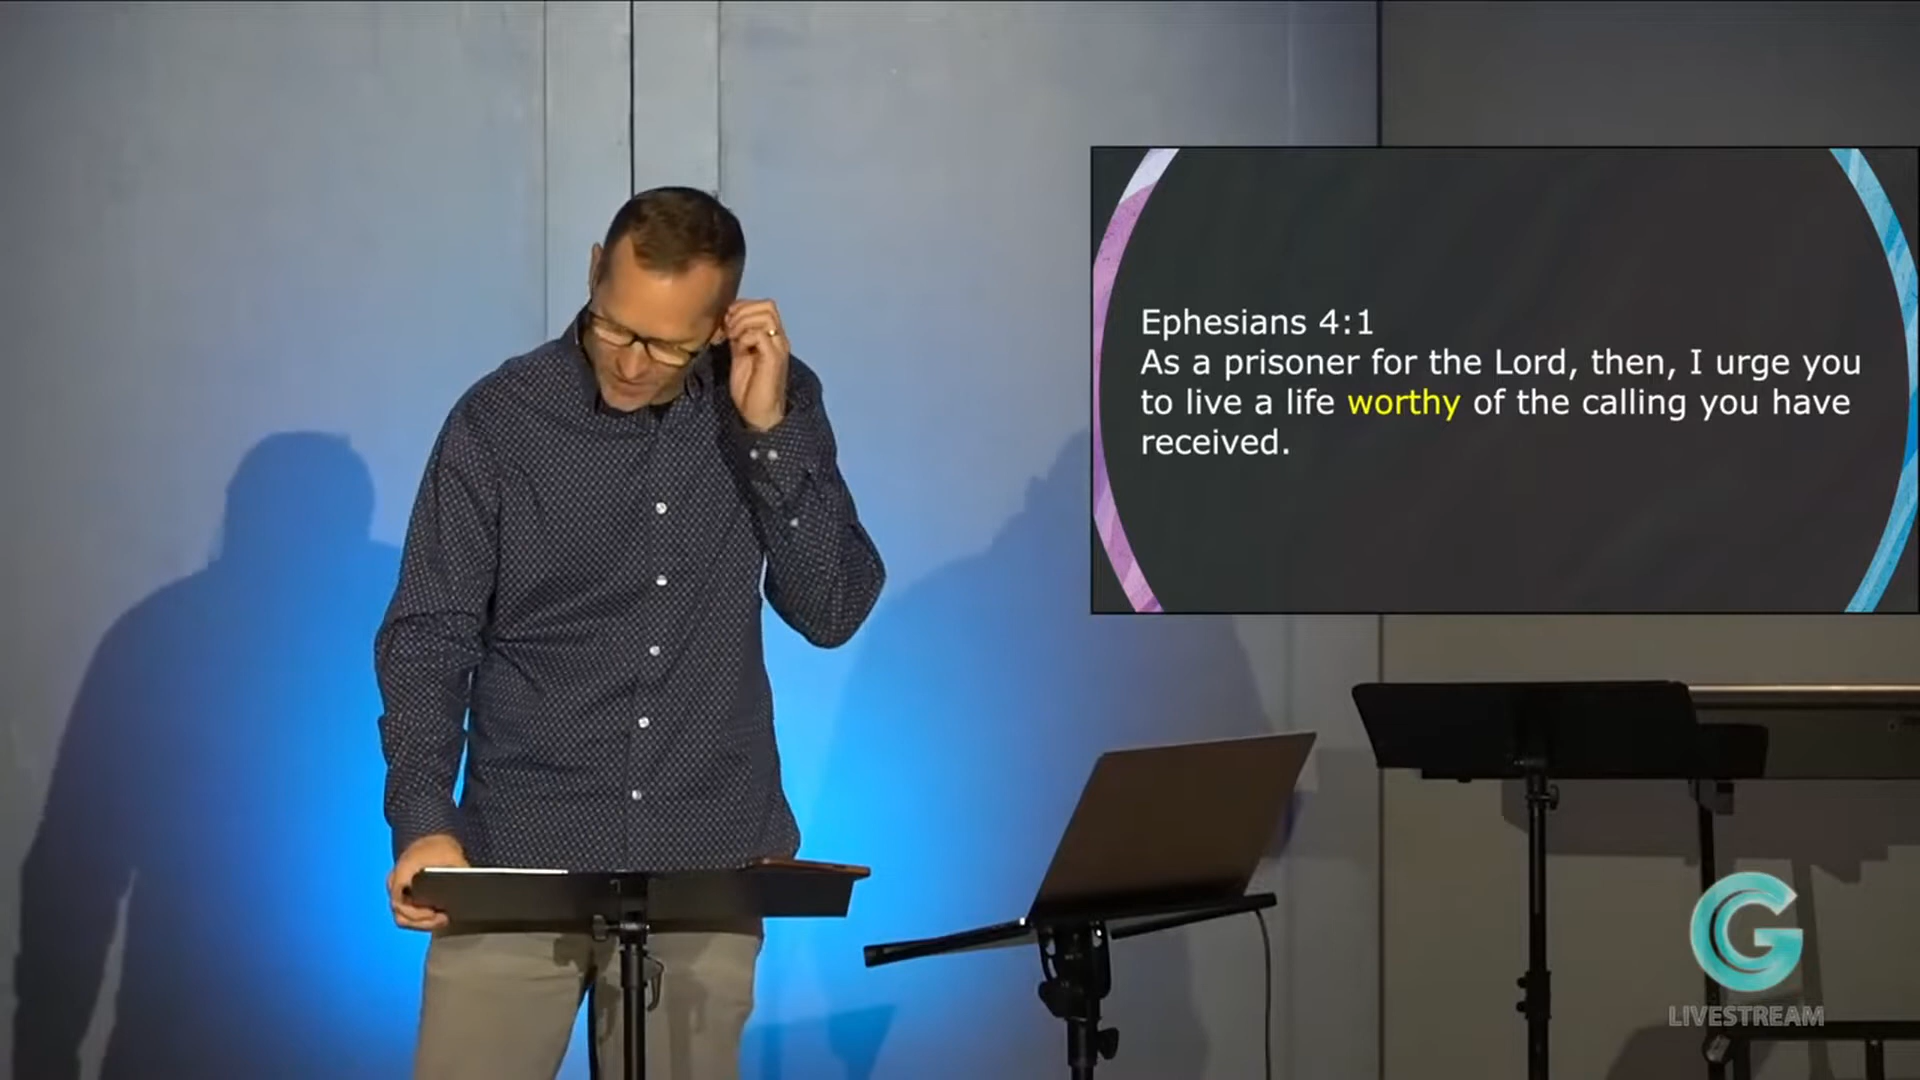 Ephesians 4:1
As a prisoner for the Lord, then, I urge you
to live a life worthy of the calling you have
received.
G
LIVESTREAM